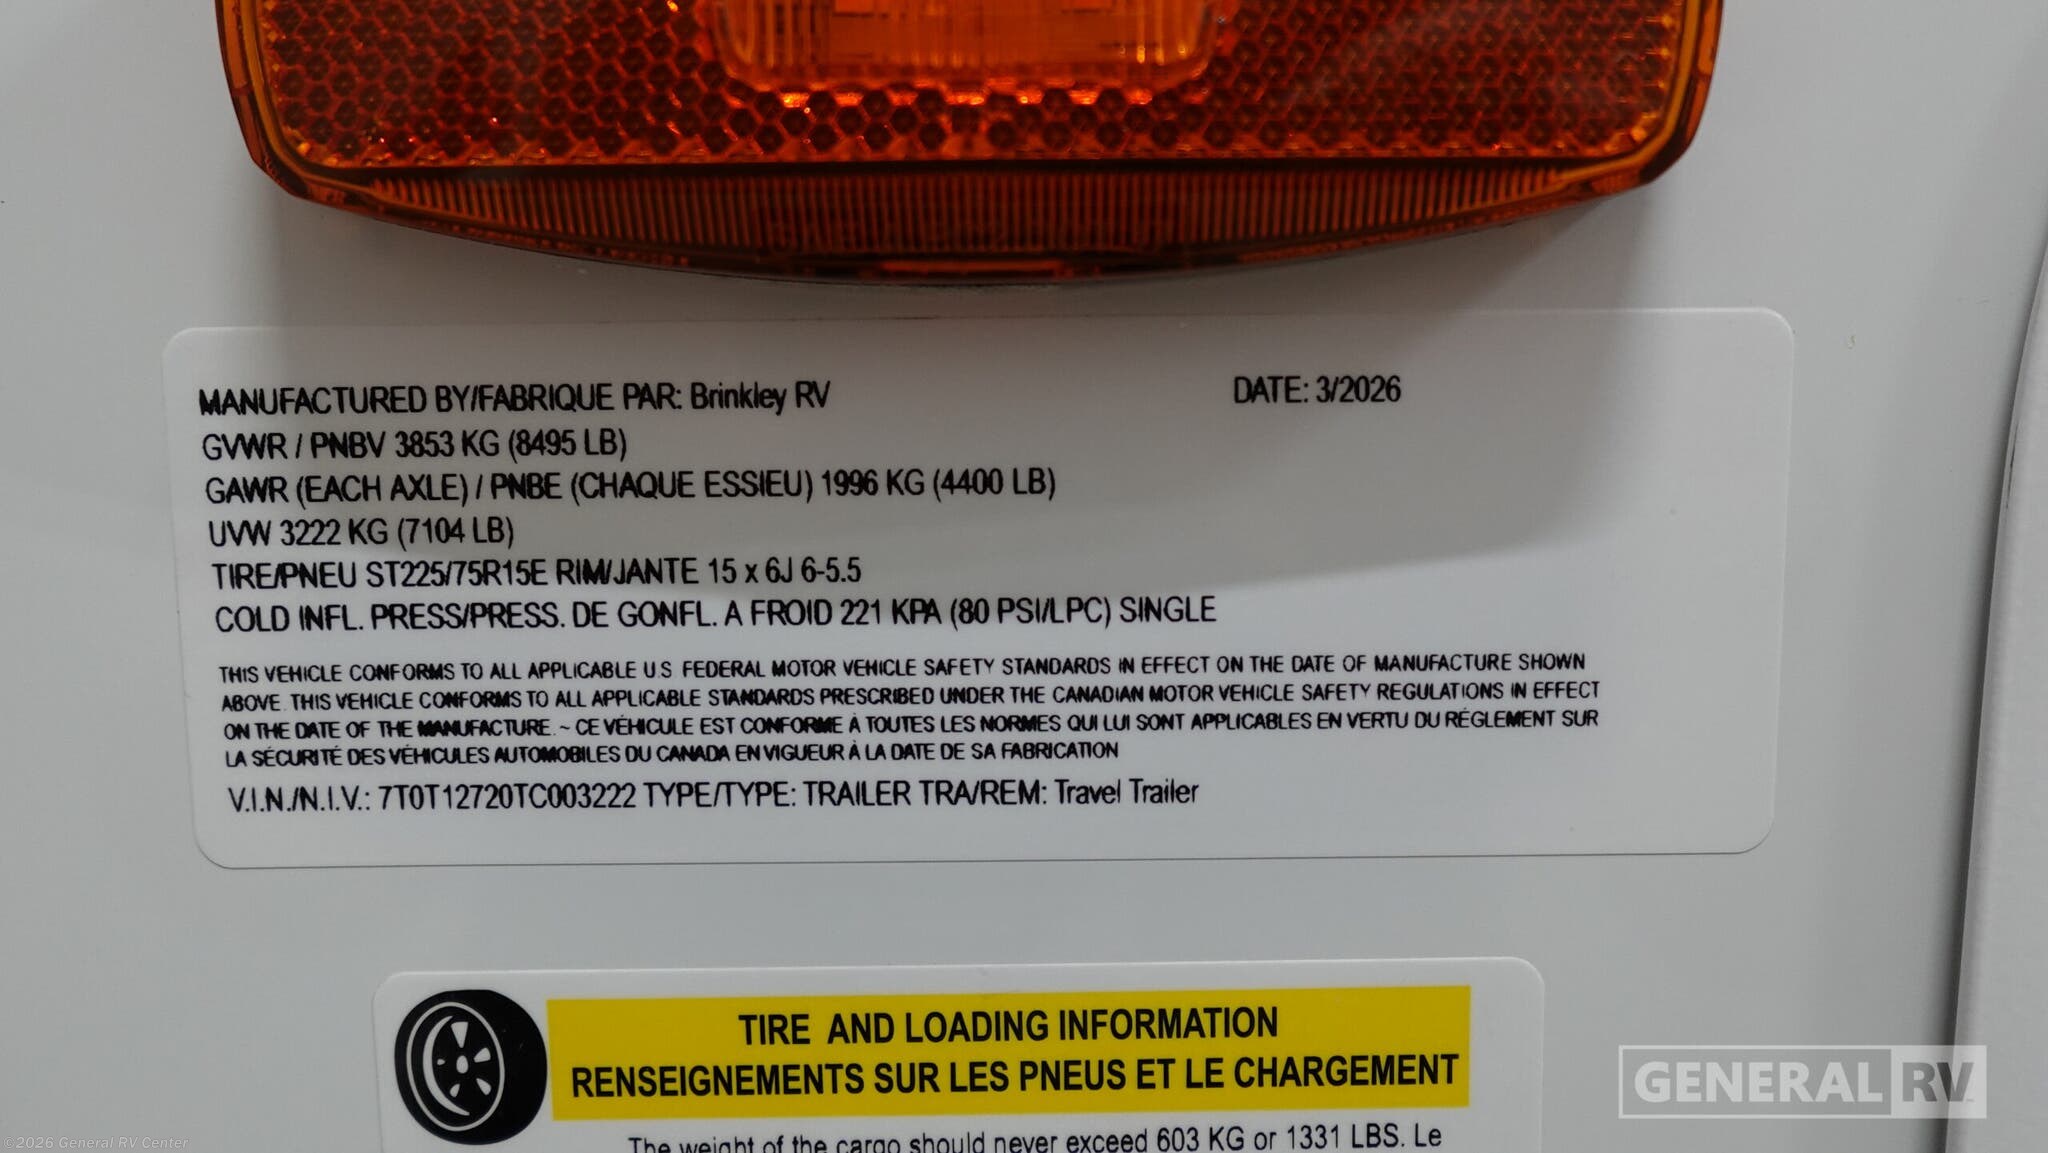 MANUFACTURED BY/FABRIQUE PAR: Brinkley RV DATE: 3/2026
GVWR / PNBV 3853 KG (8495 LB)
GAWR (EACH AXLE) / PNBE (CHAQUE ESSIEU) 1996 KG (4400 LB)
UVW 3222 KG (7104 LB)
TIRE/PNEU ST225/75R15E RIM/JANTE 15 x 6J 6-5.5
COLD INFL. PRESS/PRESS. DE GONFL. A FROID 221 KPA (80 PSI/LPC) SINGLE
THIS VEHICLE CONFORMS TO ALL APPLICABLE U.S. FEDERAL MOTOR VEHICLE SAFETY STANDARDS IN EFFECT ON THE DATE OF MANUFACTURE SHOWN
ABOVE. THIS VEHICLE CONFORMS TO ALL APPLICABLE STANDARDS PRESCRIBED UNDER THE CANADIAN MOTOR VEHICLE SAFETY REGULATIONS IN EFFECT
ON THE DATE OF THE MANUFACTURE. ~ CE VÉHICULE EST CONFORME À TOUTES LES NORMES QUI LUI SONT APPLICABLES EN VERTU DU RÉGLEMENT SUR
LA SÉCURITÉ DES VÉHICULES AUTOMOBILES DU CANADA EN VIGUEUR À LA DATE DE SA FABRICATION
V.I.N./N.I.V.: 7T0T12720TC003222 TYPE/TYPE: TRAILER TRA/REM: Travel Trailer
TIRE AND LOADING INFORMATION
RENSEIGNEMENTS SUR LES PNEUS ET LE CHARGEMENT
The weight of the cargo should never exceed 603 KG or 1331 LBS. Le
GENERAL RV
©2026 General RV Center